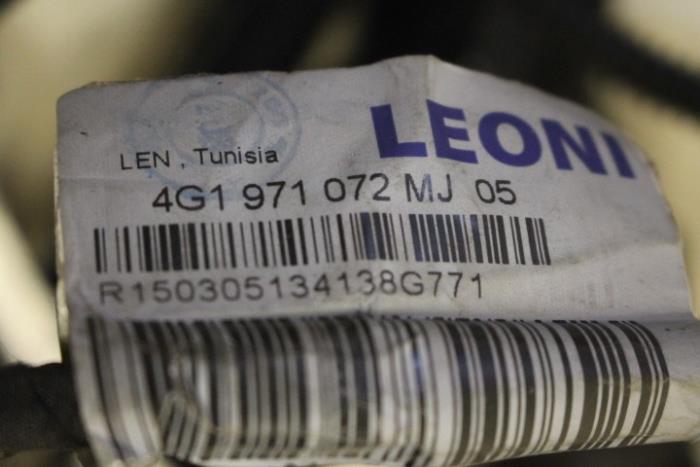 LEONI
LEN , Tunisia
4G1 971 072 MJ 05
R150305134138G771